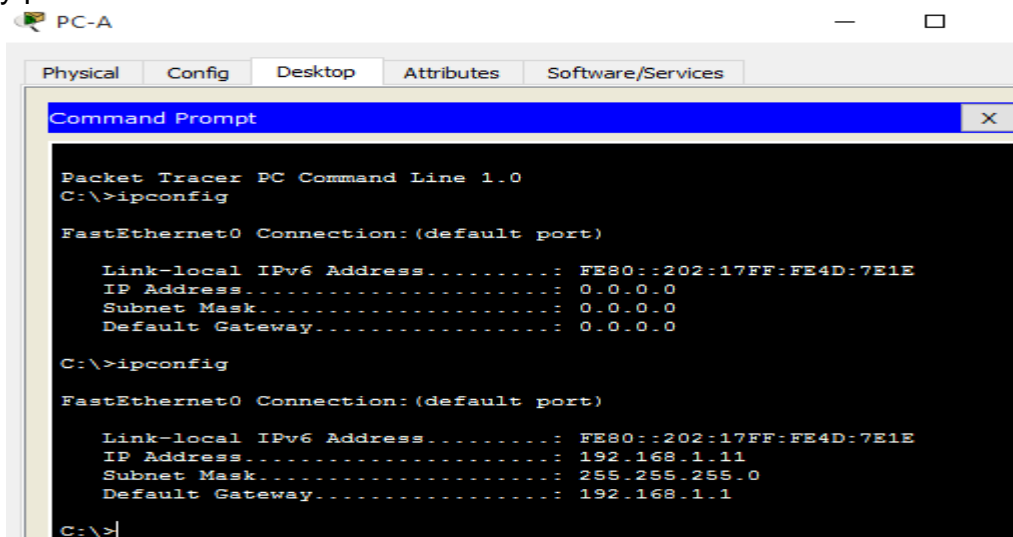 PC-A
Physical Config Desktop Attributes Software/Services
Command Prompt X
Packet Tracer PC Command Line 1.0
C:\>ipconfig
FastEthernet0 Connection:(default port)
Link-local IPv6 Address.........: FE80::202:17FF:FE4D:7E1E
IP Address......................: 0.0.0.0
Subnet Mask.....................: 0.0.0.0
Default Gateway.................: 0.0.0.0
C:\>ipconfig
FastEthernet0 Connection:(default port)
Link-local IPv6 Address.........: FE80::202:17FF:FE4D:7E1E
IP Address......................: 192.168.1.11
Subnet Mask.....................: 255.255.255.0
Default Gateway.................: 192.168.1.1
C:\>